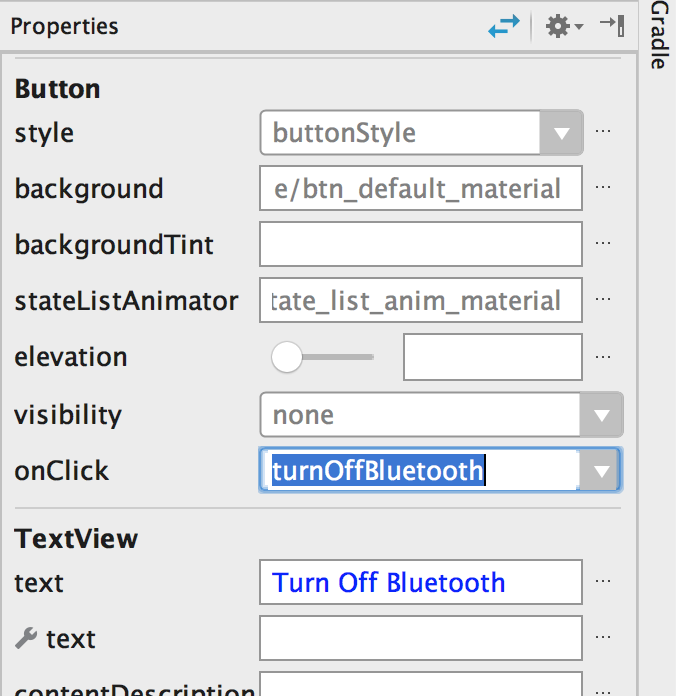 Properties
Gradle
Button
style buttonStyle ...
background e/btn_default_material ...
backgroundTint ...
stateListAnimator tate_list_anim_material ...
elevation ...
visibility none
onClick turnOffBluetooth
TextView
text Turn Off Bluetooth ...
text ...
contentDescription ...